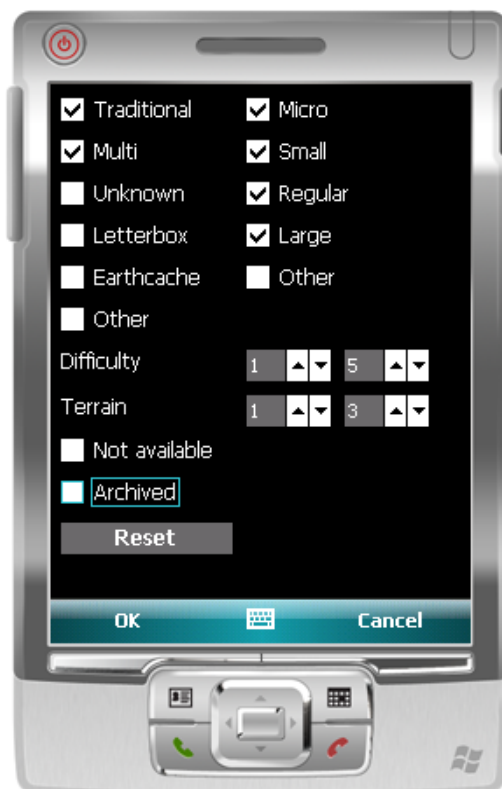 Traditional Micro
Multi Small
Unknown Regular
Letterbox Large
Earthcache Other
Other
Difficulty 1 5
Terrain 1 3
Not available
Archived
Reset
OK Cancel